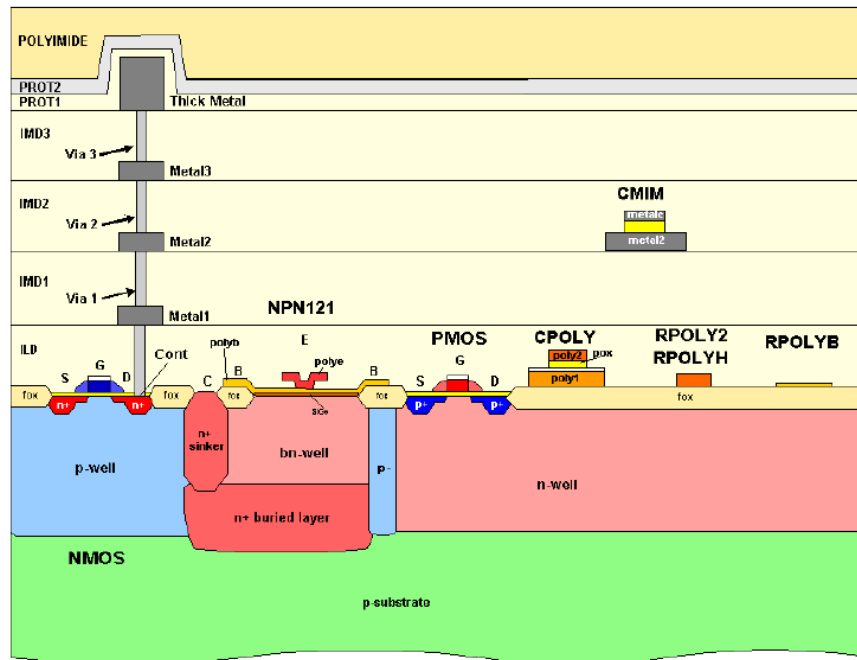 POLYIMIDE
PROT2
PROT1
Thick Metal
IMD3
Via 3
Metal3
IMD2
CMIM
metalc
Via 2
Metal2
metal2
IMD1
Via 1
NPN121
Metal1
ILD
polyb
E
PMOS
CPOLY
RPOLY2
RPOLYH
RPOLYB
Cont
polye
poly2
pox
S
G
D
C
B
B
S
G
D
poly1
fox
fox
fox
fox
fox
n+
n+
p+
p+
sic
n+
sinker
p-well
bn-well
p-
n-well
n+ buried layer
NMOS
p-substrate